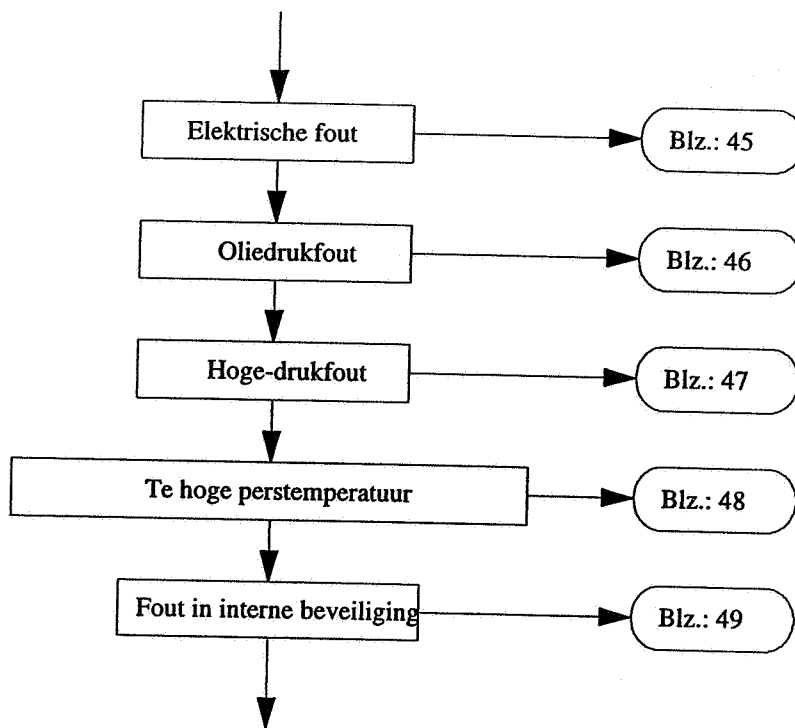 Elektrische fout
Blz.: 45
Oliedrukfout
Blz.: 46
Hoge-drukfout
Blz.: 47
Te hoge perstemperatuur
Blz.: 48
Fout in interne beveiliging
Blz.: 49